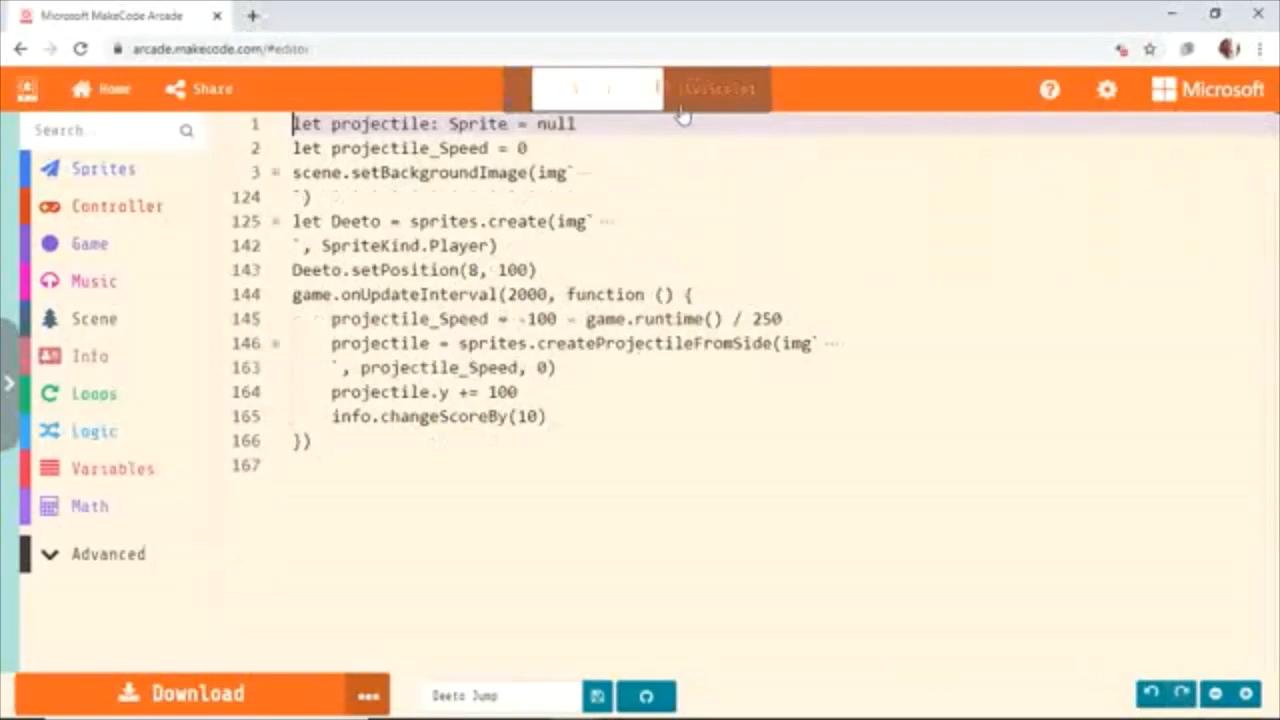 Microsoft MakeCode Arcade
arcade.makecode.com/#editor
Home
Share
Microsoft
Search...
Sprites
Controller
Game
Music
Scene
Info
Loops
Logic
Variables
Math
Advanced
1 let projectile: Sprite = null
2 let projectile_Speed = 0
3 scene.setBackgroundImage(img`
124 `)
125 let Deeto = sprites.create(img`
142 `, SpriteKind.Player)
143 Deeto.setPosition(8, 100)
144 game.onUpdateInterval(2000, function () {
145 projectile_Speed = -100 - game.runtime() / 250
146 projectile = sprites.createProjectileFromSide(img`
163 `, projectile_Speed, 0)
164 projectile.y += 100
165 info.changeScoreBy(10)
166 })
167
Download
Deeto Jump